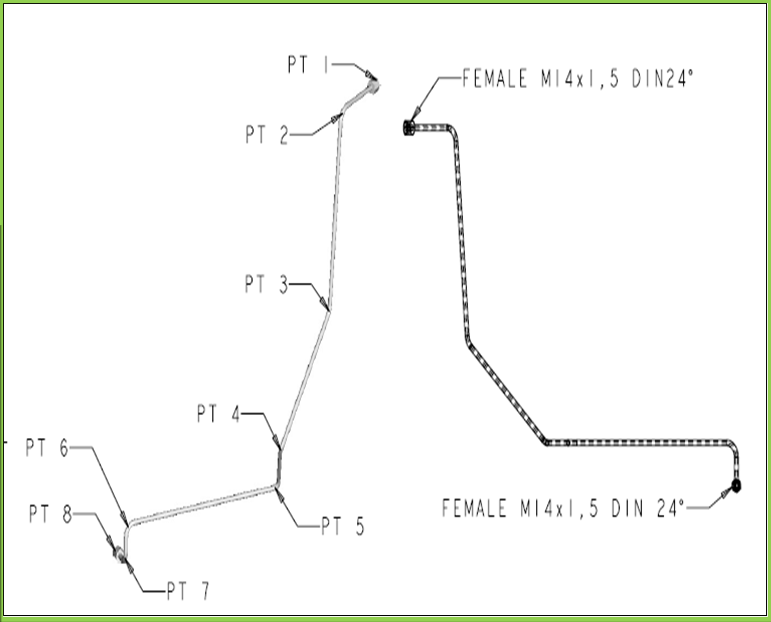 PT 1
FEMALE M14x1,5 DIN24°
PT 2
PT 3
PT 4
PT 6
PT 8
FEMALE M14x1,5 DIN 24°
PT 5
PT 7